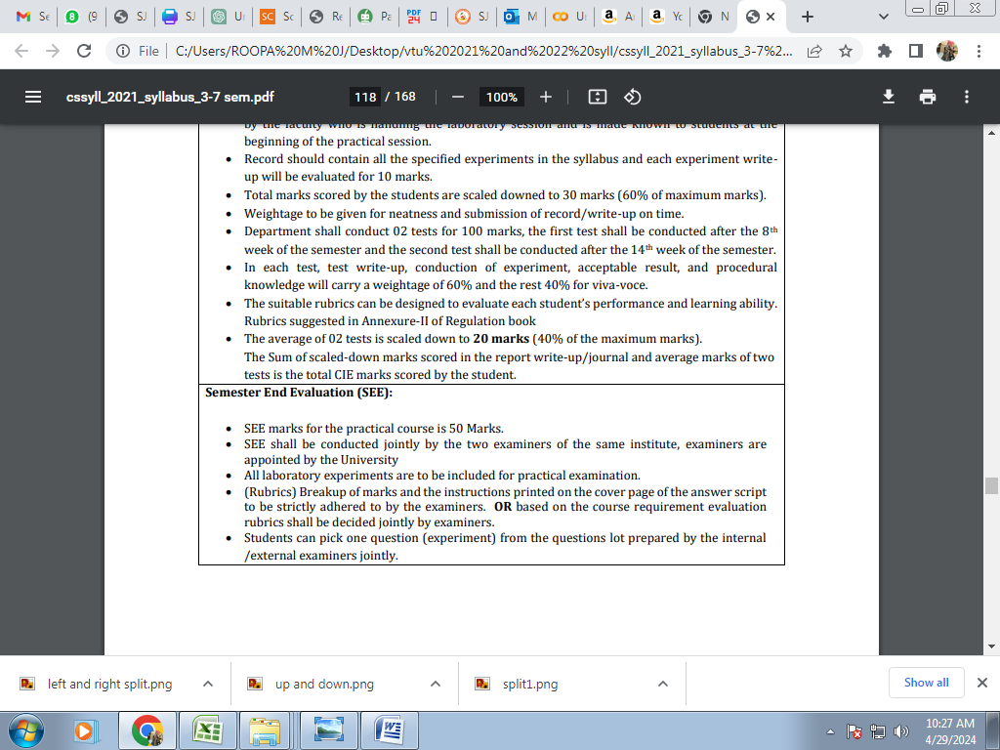 Se
(9
SJ
SJ
U
SC Sc
Re
Pa
PDF 24
SJ
M
U
a A
a Yo
N
File C:/Users/ROOPA%20M%20J/Desktop/vtu%202021%20and%2022%20syll/cssyll_2021_syllabus_3-7%2...
cssyll_2021_syllabus_3-7 sem.pdf
118 / 168
100%
by the faculty who is handling the laboratory session and is made known to students at the
beginning of the practical session.
• Record should contain all the specified experiments in the syllabus and each experiment write-
up will be evaluated for 10 marks.
• Total marks scored by the students are scaled downed to 30 marks (60% of maximum marks).
• Weightage to be given for neatness and submission of record/write-up on time.
• Department shall conduct 02 tests for 100 marks, the first test shall be conducted after the 8th
week of the semester and the second test shall be conducted after the 14th week of the semester.
• In each test, test write-up, conduction of experiment, acceptable result, and procedural
knowledge will carry a weightage of 60% and the rest 40% for viva-voce.
• The suitable rubrics can be designed to evaluate each student's performance and learning ability.
Rubrics suggested in Annexure-II of Regulation book
• The average of 02 tests is scaled down to 20 marks (40% of the maximum marks).
The Sum of scaled-down marks scored in the report write-up/journal and average marks of two
tests is the total CIE marks scored by the student.
Semester End Evaluation (SEE):
• SEE marks for the practical course is 50 Marks.
• SEE shall be conducted jointly by the two examiners of the same institute, examiners are
appointed by the University
• All laboratory experiments are to be included for practical examination.
• (Rubrics) Breakup of marks and the instructions printed on the cover page of the answer script
to be strictly adhered to by the examiners. OR based on the course requirement evaluation
rubrics shall be decided jointly by examiners.
• Students can pick one question (experiment) from the questions lot prepared by the internal
/external examiners jointly.
left and right split.png
up and down.png
split1.png
Show all
10:27 AM
4/29/2024